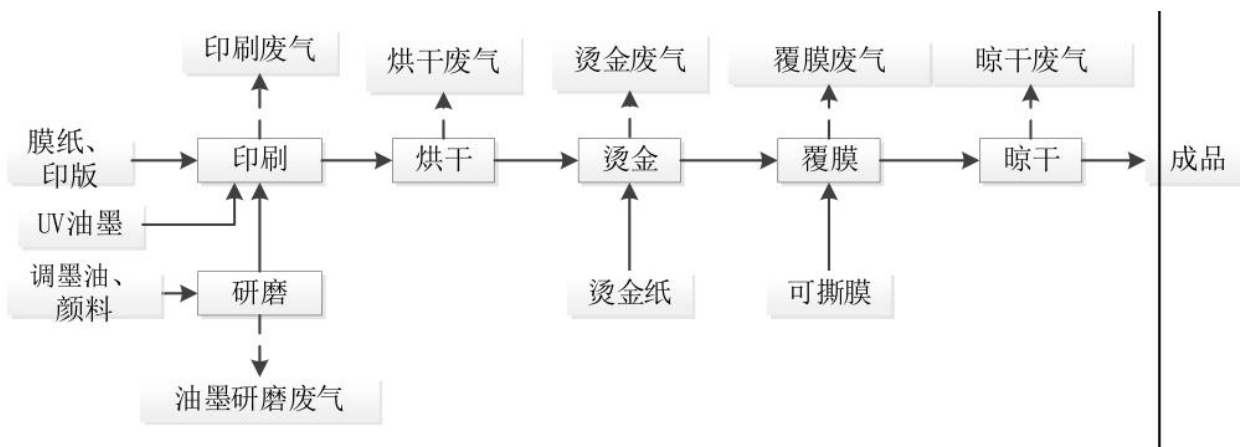 印刷废气
烘干废气
烫金废气
覆膜废气
晾干废气
膜纸、
印版
印刷
烘干
烫金
覆膜
晾干
成品
UV油墨
调墨油、
颜料
研磨
烫金纸
可撕膜
油墨研磨废气